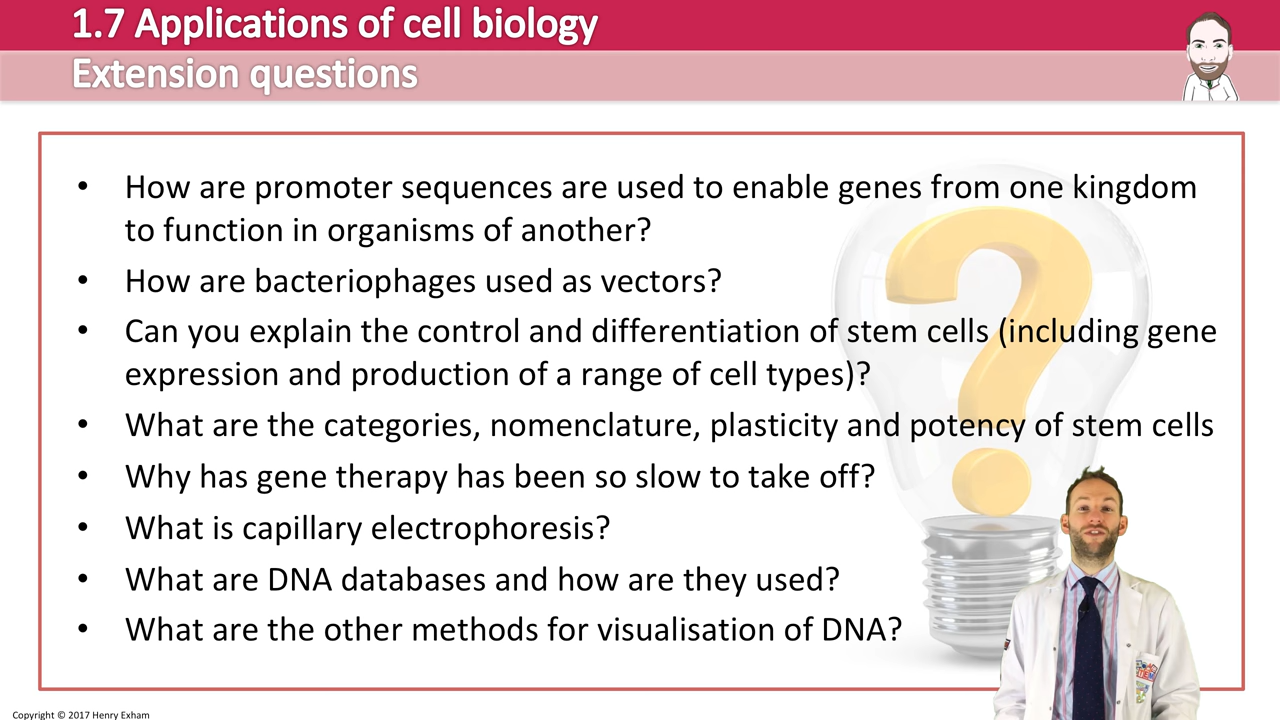 1.7 Applications of cell biology
Extension questions
• How are promoter sequences are used to enable genes from one kingdom
to function in organisms of another?
• How are bacteriophages used as vectors?
• Can you explain the control and differentiation of stem cells (including gene
expression and production of a range of cell types)?
• What are the categories, nomenclature, plasticity and potency of stem cells
• Why has gene therapy has been so slow to take off?
• What is capillary electrophoresis?
• What are DNA databases and how are they used?
• What are the other methods for visualisation of DNA?
Copyright © 2017 Henry Exham